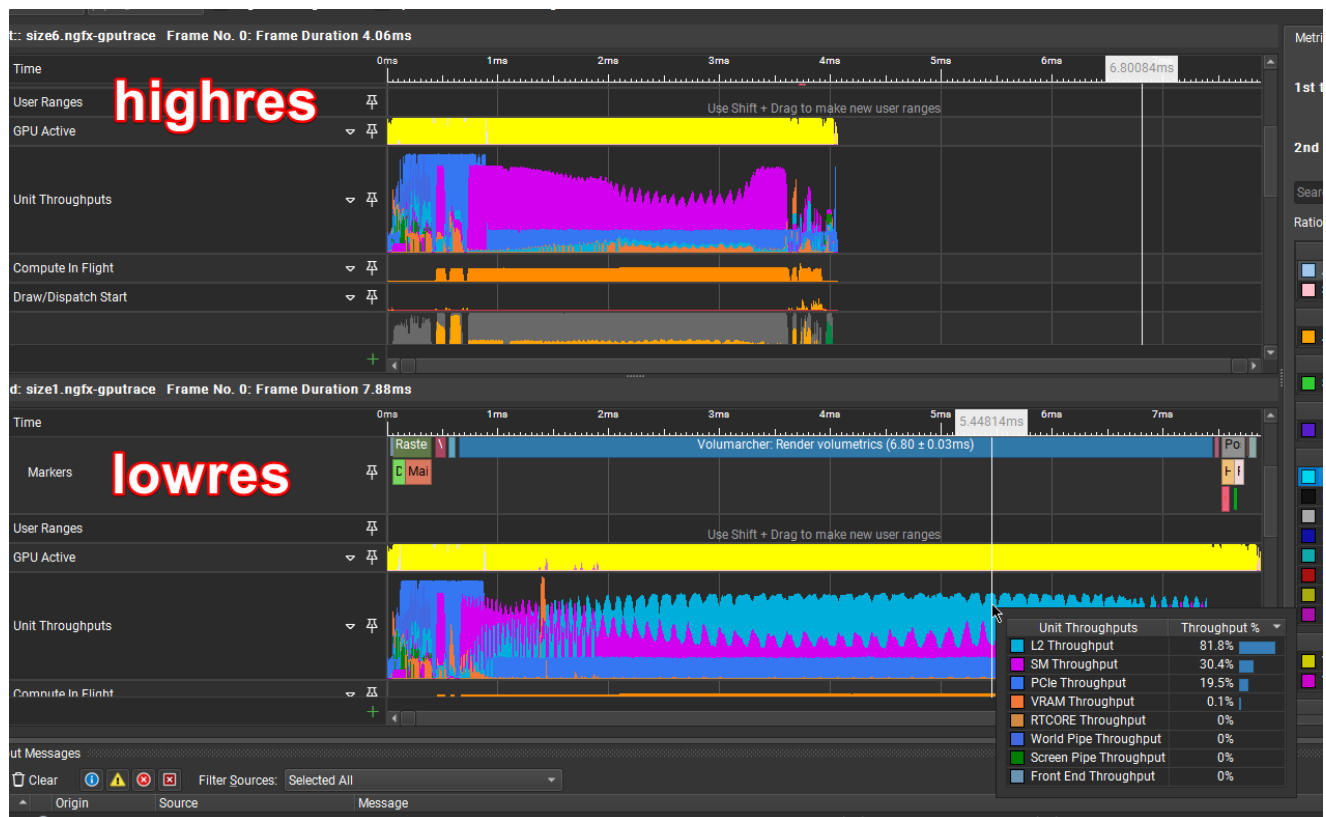 t:: size6.ngfx-gputrace Frame No. 0: Frame Duration 4.06ms
Metri
Time
0ms 1ms 2ms 3ms 4ms 5ms 6ms
6.80084ms
1st t
highres
User Ranges
Use Shift + Drag to make new user ranges
GPU Active
2nd
Sear
Unit Throughputs
Ratio
Compute In Flight
Draw/Dispatch Start
d: size1.ngfx-gputrace Frame No. 0: Frame Duration 7.88ms
Time
0ms 1ms 2ms 3ms 4ms 5ms 6ms 7ms
5.44814ms
Raste V Volumarcher: Render volumetrics (6.80 ± 0.03ms) Po
Markers
lowres
D Mai
User Ranges
Use Shift + Drag to make new user ranges
GPU Active
Unit Throughputs
Unit Throughputs Throughput %
L2 Throughput 81.8%
SM Throughput 30.4%
PCIe Throughput 19.5%
VRAM Throughput 0.1%
RTCORE Throughput 0%
World Pipe Throughput 0%
Screen Pipe Throughput 0%
Front End Throughput 0%
Compute In Flight
ut Messages
Clear Filter Sources: Selected All
Origin Source Message